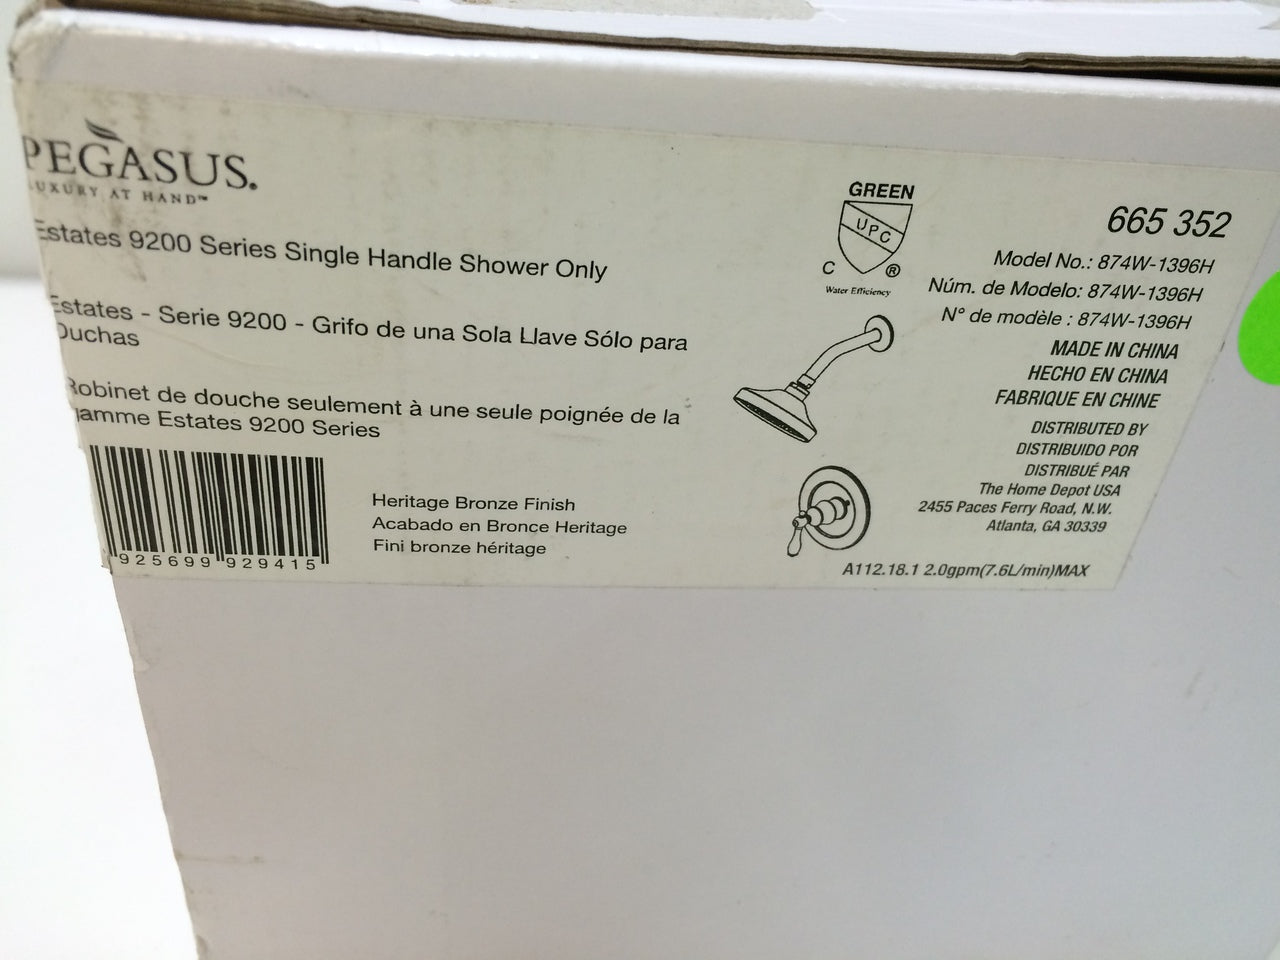 PEGASUS.
LUXURY AT HAND™
Estates 9200 Series Single Handle Shower Only
Estates - Serie 9200 - Grifo de una Sola Llave Sólo para
Duchas
Robinet de douche seulement à une seule poignée de la
gamme Estates 9200 Series
925699 929415
Heritage Bronze Finish
Acabado en Bronce Heritage
Fini bronze héritage
GREEN
UPC
C ®
Water Efficiency
665 352
Model No.: 874W-1396H
Núm. de Modelo: 874W-1396H
N° de modèle : 874W-1396H
MADE IN CHINA
HECHO EN CHINA
FABRIQUE EN CHINE
DISTRIBUTED BY
DISTRIBUIDO POR
DISTRIBUÉ PAR
The Home Depot USA
2455 Paces Ferry Road, N.W.
Atlanta, GA 30339
A112.18.1 2.0gpm(7.6L/min)MAX